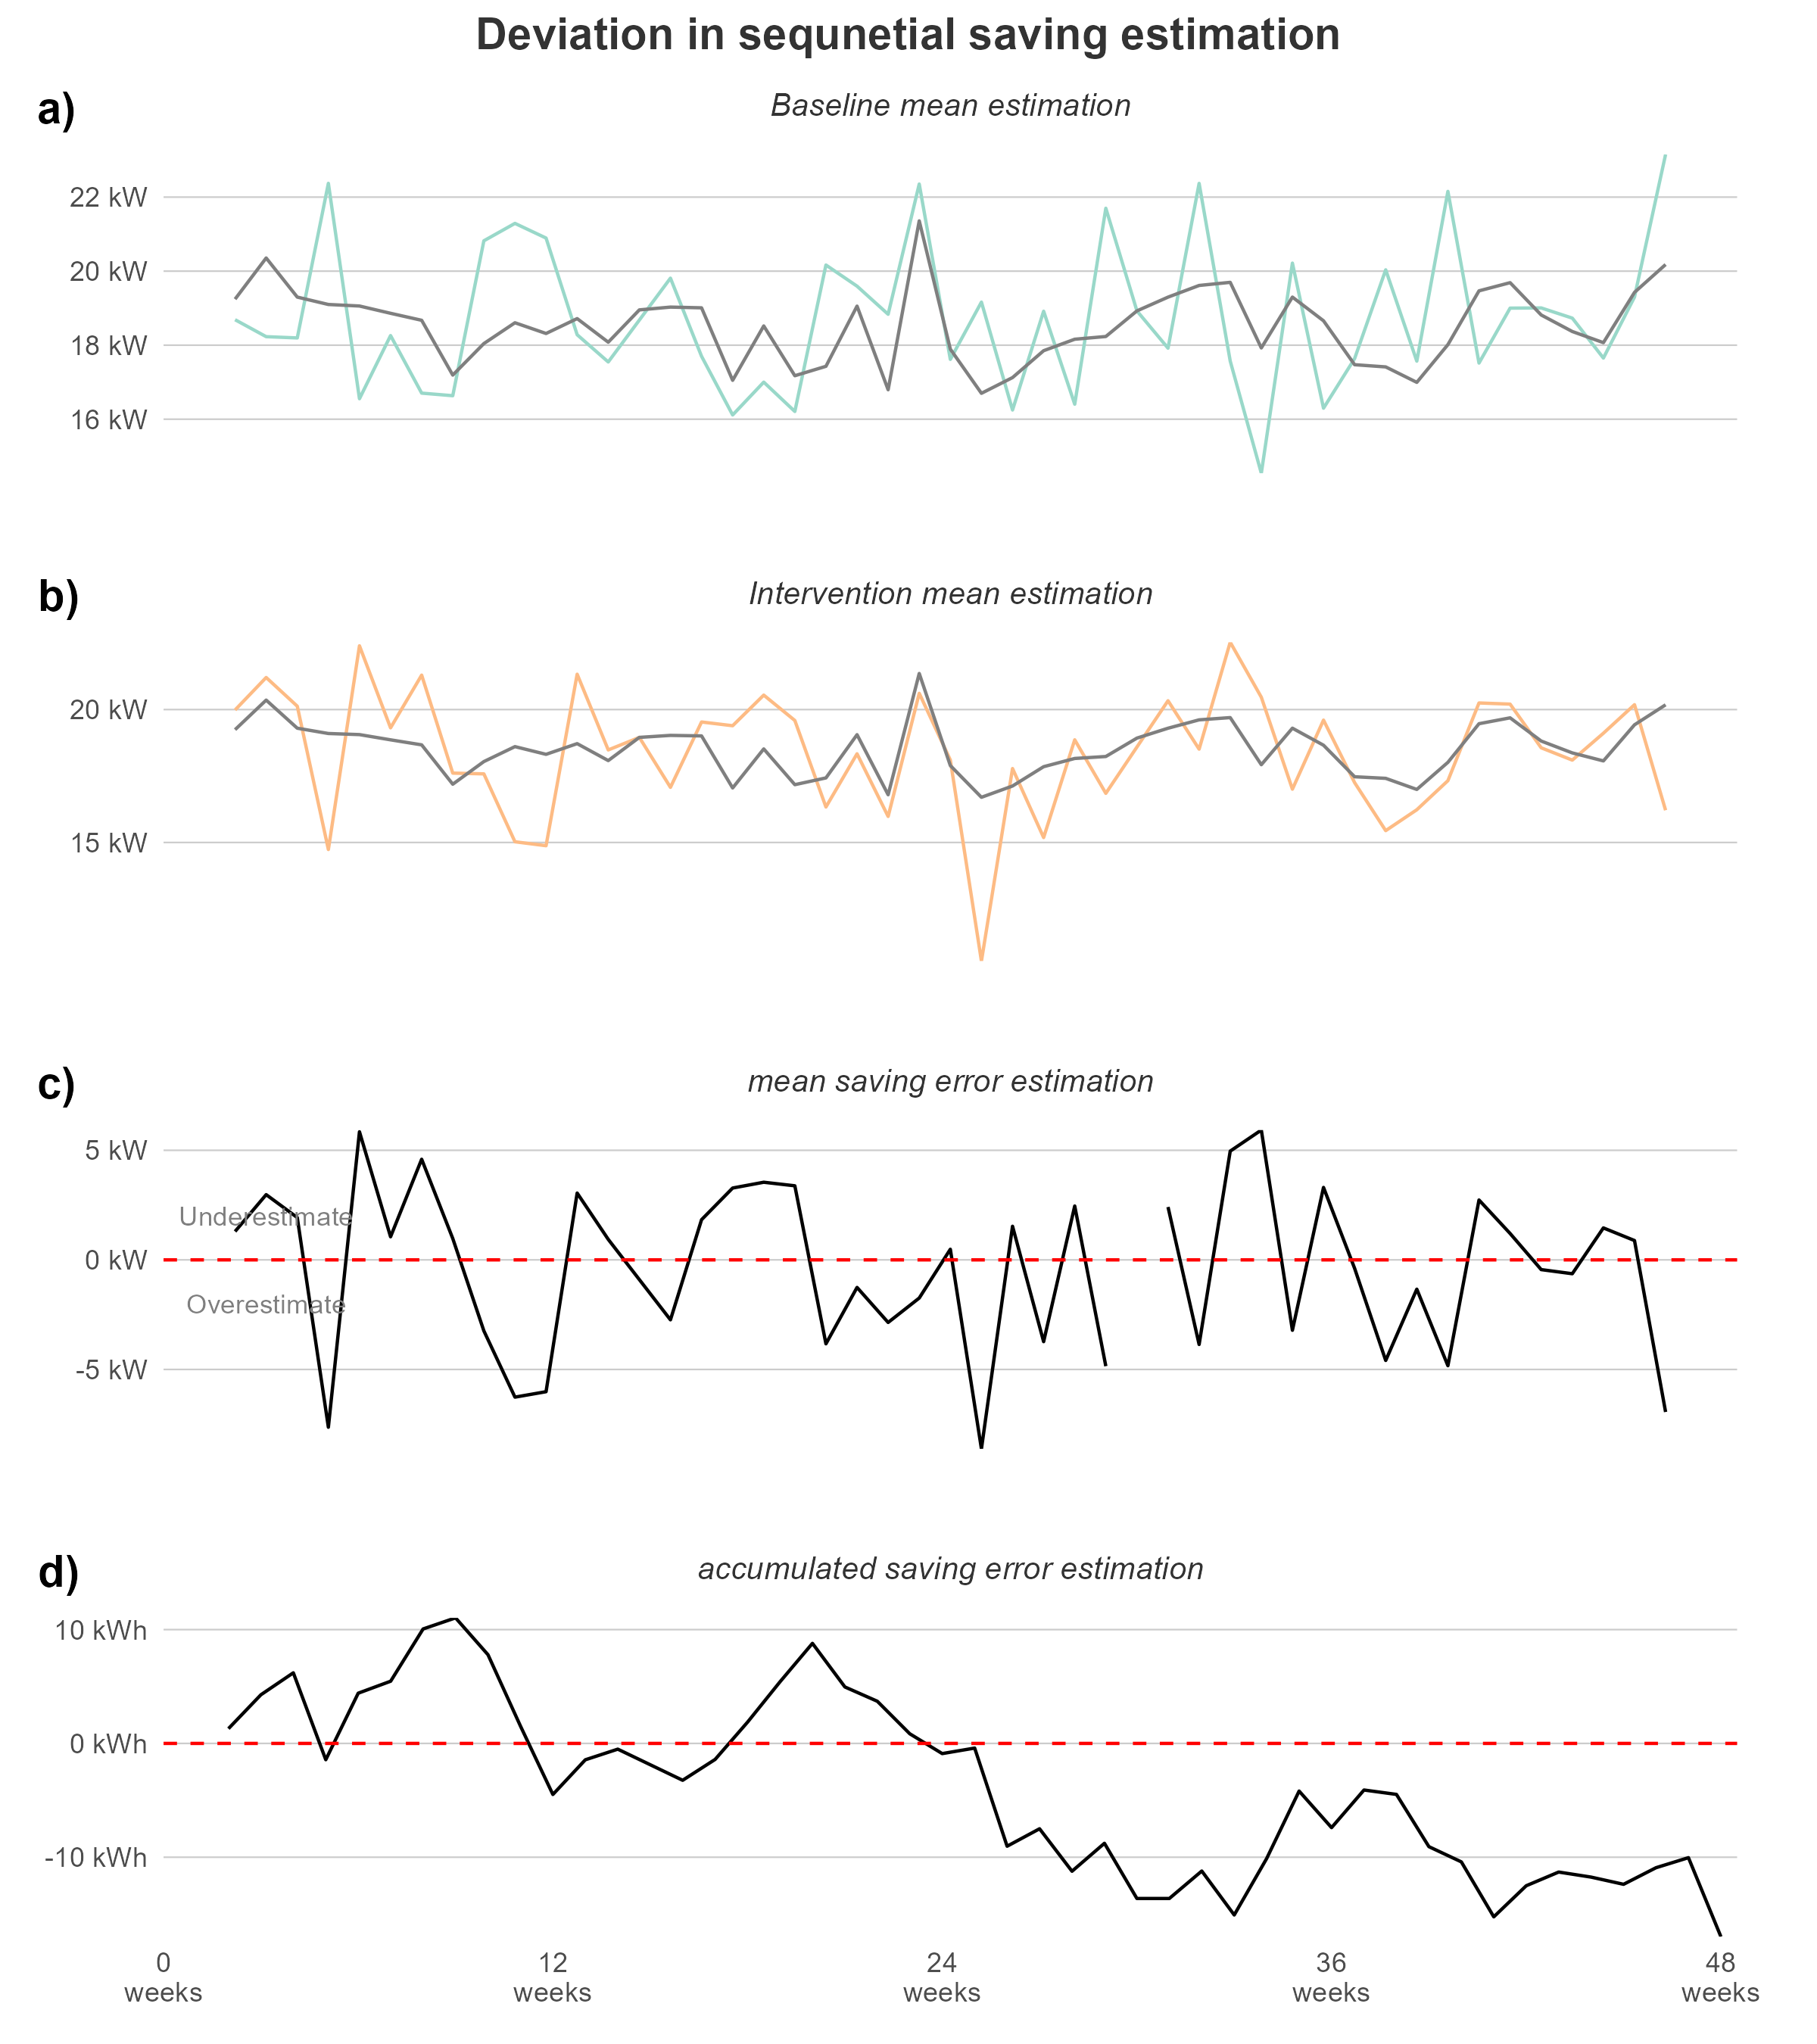 Deviation in sequnetial saving estimation
a)
Baseline mean estimation
22 kW
20 kW
18 kW
16 kW
b)
Intervention mean estimation
20 kW
15 kW
c)
mean saving error estimation
5 kW
Underestimate
0 kW
Overestimate
-5 kW
d)
accumulated saving error estimation
10 kWh
0 kWh
-10 kWh
0 12 24 36 48
weeks weeks weeks weeks weeks